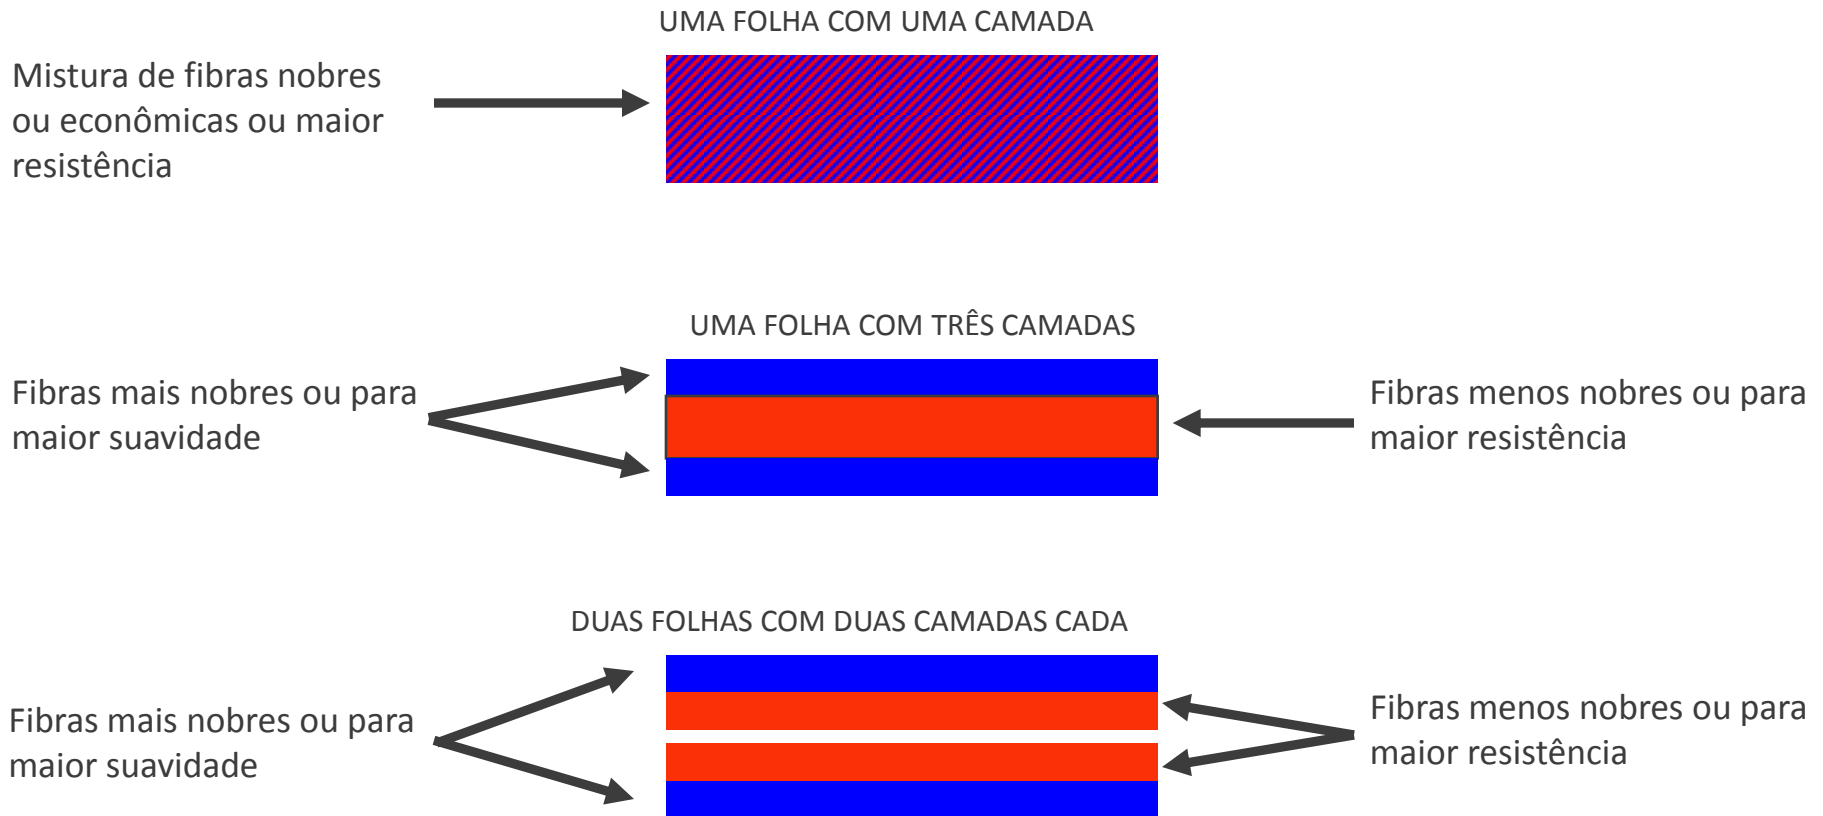 UMA FOLHA COM UMA CAMADA
Mistura de fibras nobres
ou econômicas ou maior
resistência
UMA FOLHA COM TRÊS CAMADAS
Fibras mais nobres ou para
maior suavidade
Fibras menos nobres ou para
maior resistência
DUAS FOLHAS COM DUAS CAMADAS CADA
Fibras mais nobres ou para
maior suavidade
Fibras menos nobres ou para
maior resistência